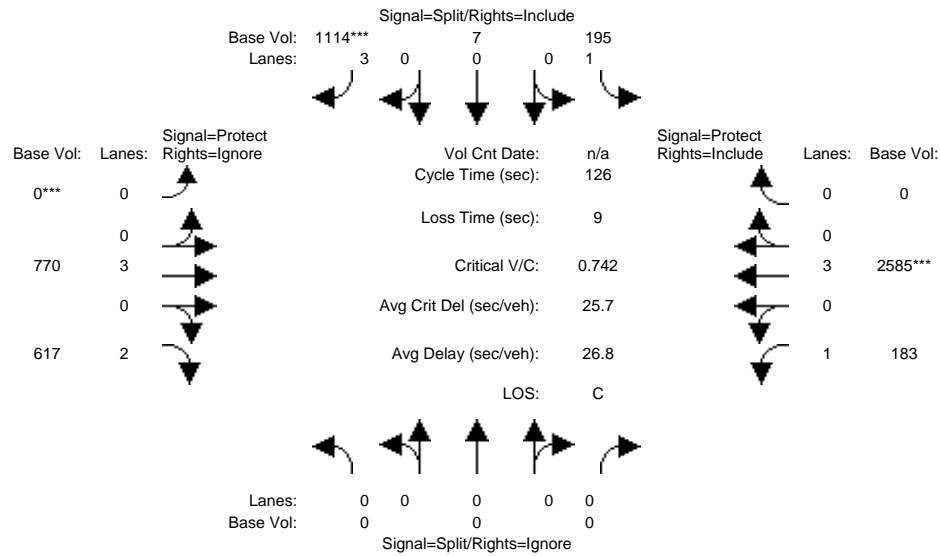 Signal=Split/Rights=Include
Base Vol: 1114*** 7 195
Lanes: 3 0 0 0 1
Signal=Protect
Base Vol: Lanes: Rights=Ignore
Signal=Protect
Rights=Include Lanes: Base Vol:
Vol Cnt Date: n/a
Cycle Time (sec): 126
0*** 0
0 0
Loss Time (sec): 9
0
0
770 3
Critical V/C: 0.742
3 2585***
0
Avg Crit Del (sec/veh): 25.7
0
617 2
Avg Delay (sec/veh): 26.8
1 183
LOS: C
Lanes: 0 0 0 0 0
Base Vol: 0 0 0
Signal=Split/Rights=Ignore